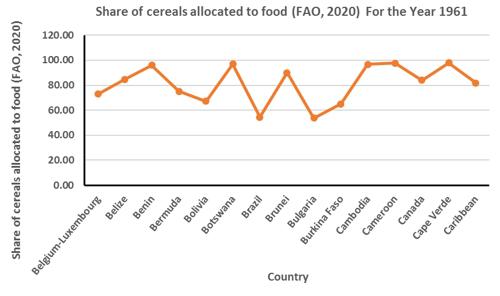 Share of cereals allocated to food (FAO, 2020) For the Year 1961
Share of cereals allocated to food (FAO, 2020)
120.00
100.00
80.00
60.00
40.00
20.00
0.00
Belgium-Luxembourg
Belize
Benin
Bermuda
Bolivia
Botswana
Brazil
Brunei
Bulgaria
Burkina Faso
Cambodia
Cameroon
Canada
Cape Verde
Caribbean
Country